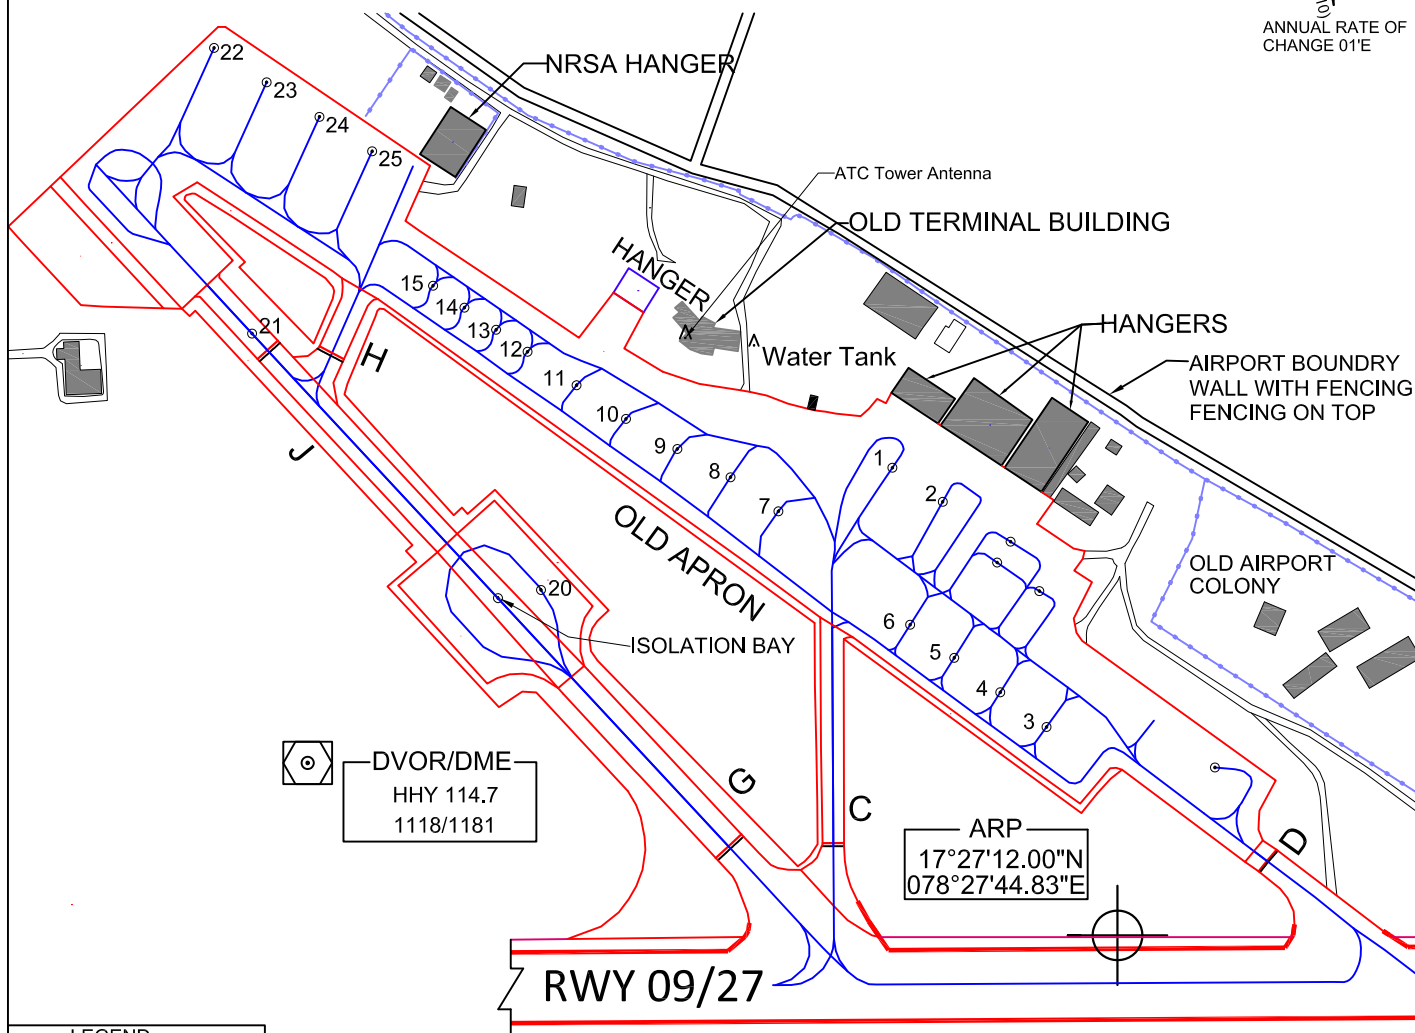 10)
ANNUAL RATE OF
CHANGE 01'E
22
23
24
25
NRSA HANGER
ATC Tower Antenna
OLD TERMINAL BUILDING
HANGER
15
14
13
12
11
10
9
8
7
21
H
J
Water Tank
HANGERS
AIRPORT BOUNDRY
WALL WITH FENCING
FENCING ON TOP
1
2
OLD APRON
OLD AIRPORT
COLONY
20
ISOLATION BAY
6
5
4
3
DVOR/DME
HHY 114.7
1118/1181
G
C
ARP
17°27'12.00"N
078°27'44.83"E
D
RWY 09/27
LEGEND